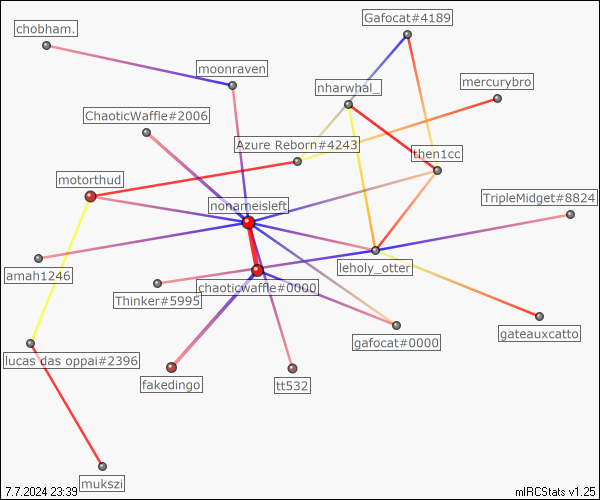 Gafocat#4189
chobham.
moonraven
nharwhal_
mercurybro
ChaoticWaffle#2006
Azure Reborn#4243
then1cc
motorthud
TripleMidget#8824
nonameisleft
leholy_otter
amah1246
chaoticwaffle#0000
Thinker#5995
gateauxcatto
gafocat#0000
lucas das oppai#2396
fakedingo
tt532
mukszi
7.7.2024 23:39
mIRCStats v1.25